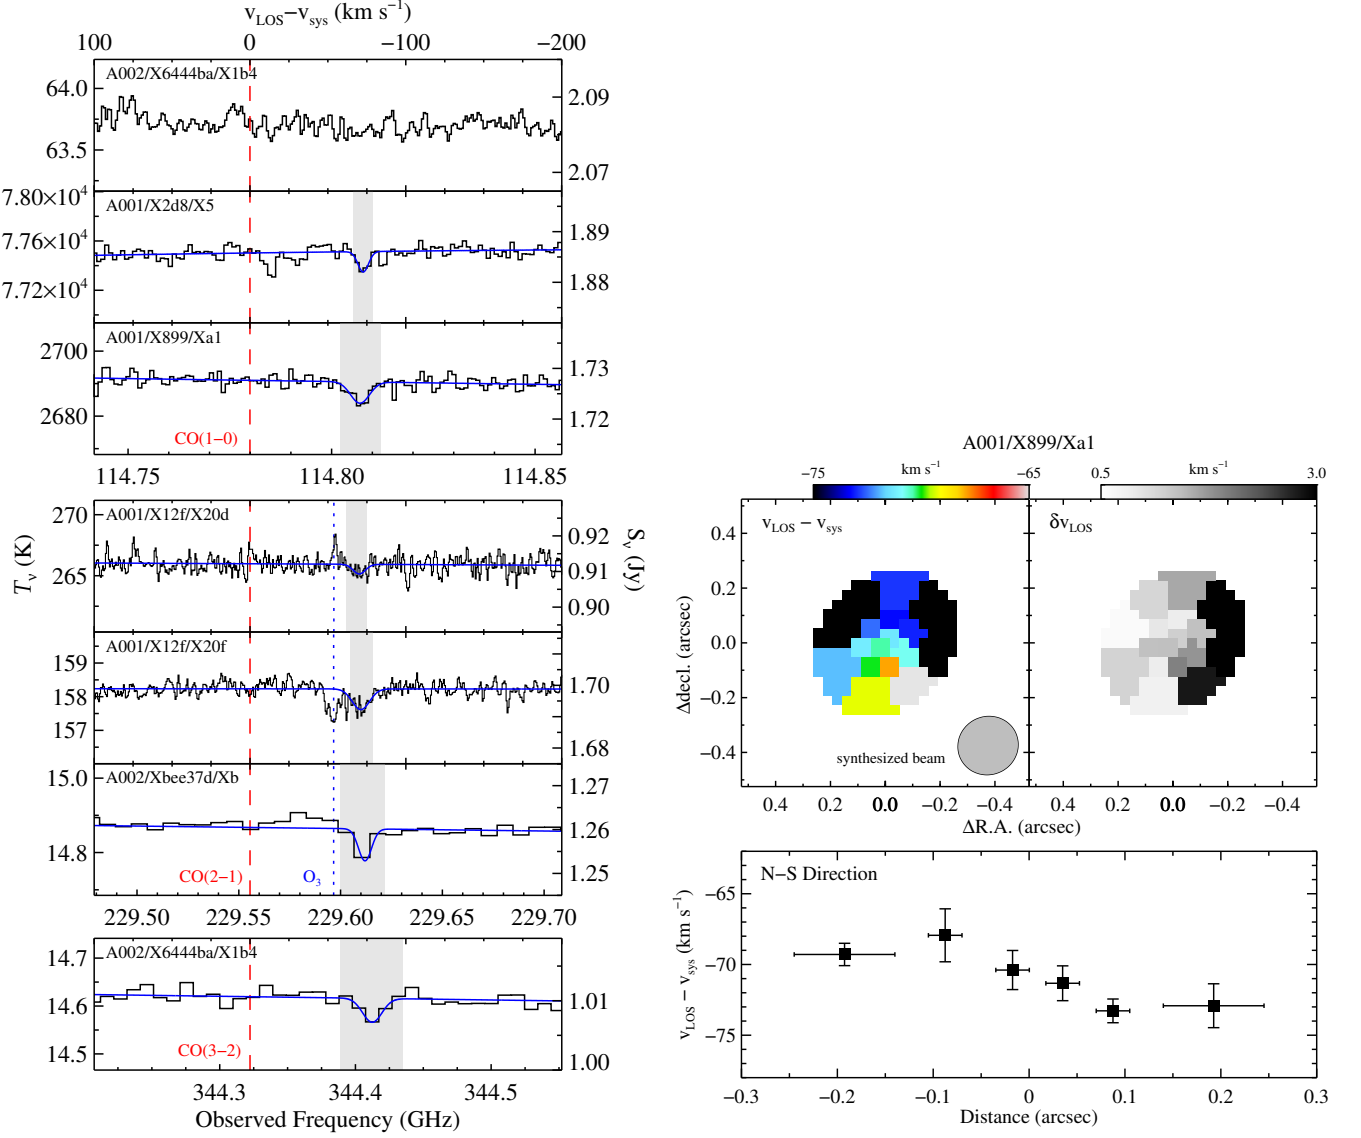 v_LOS−v_sys (km s⁻¹)
100 0 −100 −200
A002/X6444ba/X1b4
64.0
63.5
2.09
2.07
A001/X2d8/X5
7.80×10⁴
7.76×10⁴
7.72×10⁴
1.89
1.88
A001/X899/Xa1
2700
2680
1.73
1.72
CO(1−0)
114.75 114.80 114.85
A001/X12f/X20d
270
265
0.92
0.91
0.90
T_ν (K)
S_ν (Jy)
A001/X12f/X20f
159
158
157
1.70
1.68
A002/Xbee37d/Xb
15.0
14.8
1.27
1.26
1.25
CO(2−1)
O₃
229.50 229.55 229.60 229.65 229.70
A002/X6444ba/X1b4
14.7
14.6
14.5
1.01
1.00
CO(3−2)
344.3 344.4 344.5
Observed Frequency (GHz)
A001/X899/Xa1
−75 km s⁻¹ −65
0.5 km s⁻¹ 3.0
v_LOS − v_sys
δv_LOS
0.4
0.2
0.0
−0.2
−0.4
Δdecl. (arcsec)
synthesized beam
0.4 0.2 0.0 −0.2 −0.4
0.4 0.2 0.0 −0.2 −0.4
ΔR.A. (arcsec)
N−S Direction
−65
−70
−75
v_LOS − v_sys (km s⁻¹)
−0.3 −0.2 −0.1 0 0.1 0.2 0.3
Distance (arcsec)